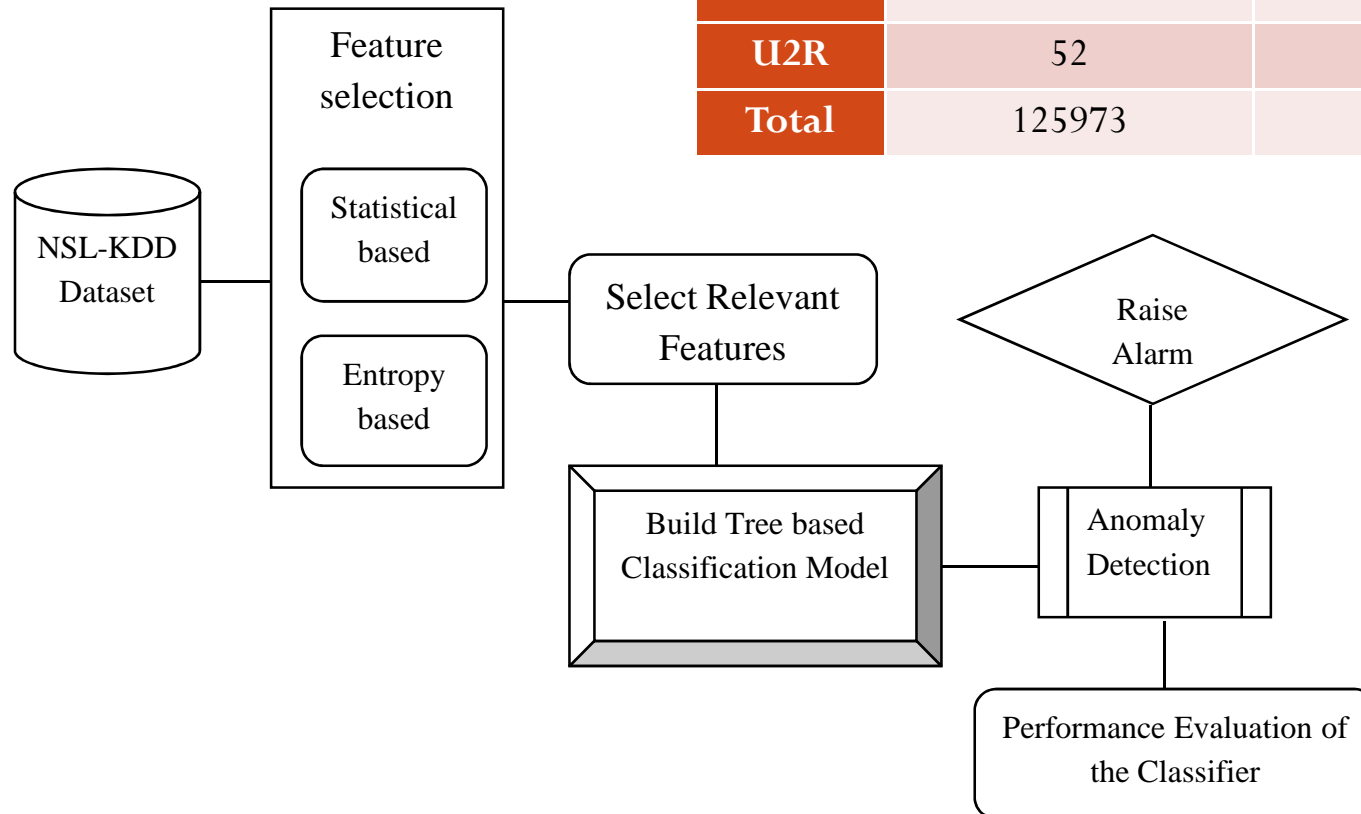 Feature
selection
U2R 52
Total 125973
Statistical
based
NSL-KDD
Dataset
Entropy
based
Select Relevant
Features
Raise
Alarm
Build Tree based
Classification Model
Anomaly
Detection
Performance Evaluation of
the Classifier